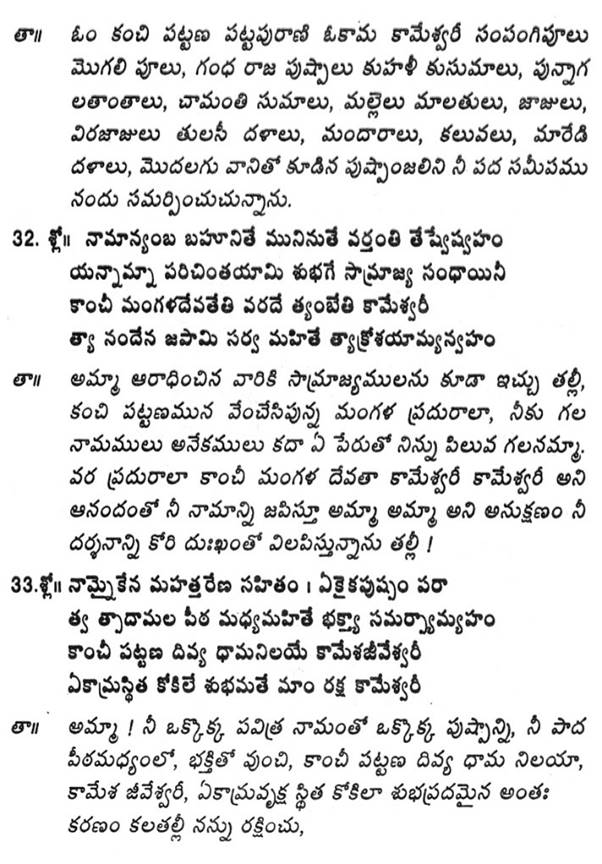 తా॥ ఓం కంచి పట్టణ పట్టపురాణి ఓకామ కామేశ్వరీ సంపంగిపూలు
మొగలి పూలు, గంధ రాజ పుష్పాలు కుహళీ కుసుమాలు, పున్నాగ
లతాంతాలు, చామంతి సుమాలు, మల్లెలు మాలతులు, జాజులు,
విరజాజులు తులసీ దళాలు, మందారాలు, కలువలు, మారేడి
దళాలు, మొదలగు వానితో కూడిన పుష్పాంజలిని నీ పద సమీపము
నందు సమర్పించుచున్నాను.
32. శ్లో॥ నామాన్యంబ బహూనితే మునినుతే వర్తంతి తేష్వేష్వహం
యన్నామ్నా పరిచింతయామి శుభగే సామ్రాజ్య సంధాయినీ
కాంచీ మంగళదేవతేతి వరదే త్యంబేతి కామేశ్వరీ
త్యా నందేన జపామి సర్వ మహితే త్యాక్రోశయామ్యన్వహం
తా॥ అమ్మా ఆరాధించిన వారికి సామ్రాజ్యములను కూడా ఇచ్చు తల్లీ,
కంచి పట్టణమున వేంచేసివున్న మంగళ ప్రదురాలా, నీకు గల
నామములు అనేకములు కదా ఏ పేరుతో నిన్ను పిలువ గలనమ్మా.
వర ప్రదురాలా కాంచీ మంగళ దేవతా కామేశ్వరీ కామేశ్వరీ అని
ఆనందంతో నీ నామాన్ని జపిస్తూ అమ్మా అమ్మా అని అనుక్షణం నీ
దర్శనాన్ని కోరి దుఃఖంతో విలపిస్తున్నాను తల్లీ !
33.శ్లో॥ నామ్నైకేన మహత్తరేణ సహితం । ఏకైకపుష్పం పరా
త్వ త్పాదామల పీఠ మధ్యమహితే భక్త్యా సమర్ప్యామ్యహం
కాంచీ పట్టణ దివ్య ధామనిలయే కామేశజీవేశ్వరీ
ఏకామ్రస్థిత కోకిలే శుభమతే మాం రక్ష కామేశ్వరీ
తా॥ అమ్మా ! నీ ఒక్కొక్క పవిత్ర నామంతో ఒక్కొక్క పుష్పాన్ని, నీ పాద
పీఠమధ్యంలో, భక్తితో వుంచి, కాంచీ పట్టణ దివ్య ధామ నిలయా,
కామేశ జీవేశ్వరీ, ఏకామ్రవృక్ష స్థిత కోకిలా శుభప్రదమైన అంతః
కరణం కలతల్లీ నన్ను రక్షించు,